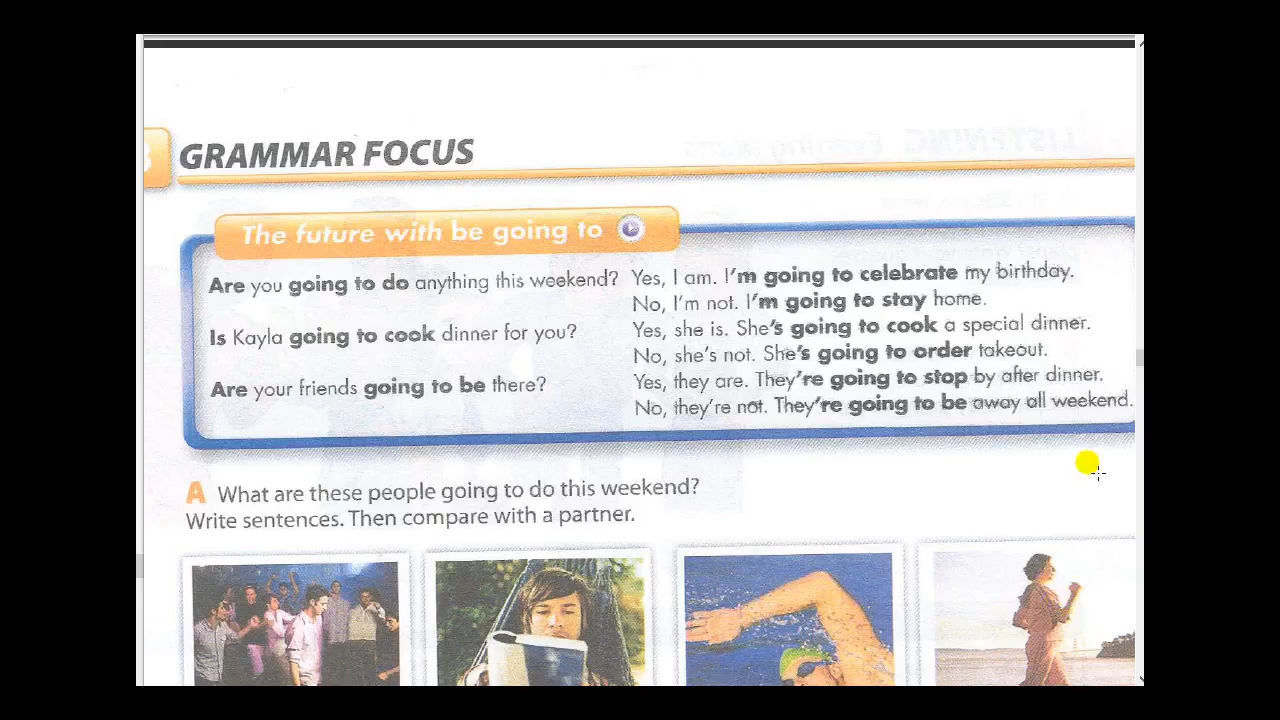 GRAMMAR FOCUS
The future with be going to
Are you going to do anything this weekend? Yes, I am. I'm going to celebrate my birthday.
No, I'm not. I'm going to stay home.
Is Kayla going to cook dinner for you? Yes, she is. She's going to cook a special dinner.
No, she's not. She's going to order takeout.
Are your friends going to be there? Yes, they are. They're going to stop by after dinner.
No, they're not. They're going to be away all weekend.
A What are these people going to do this weekend?
Write sentences. Then compare with a partner.